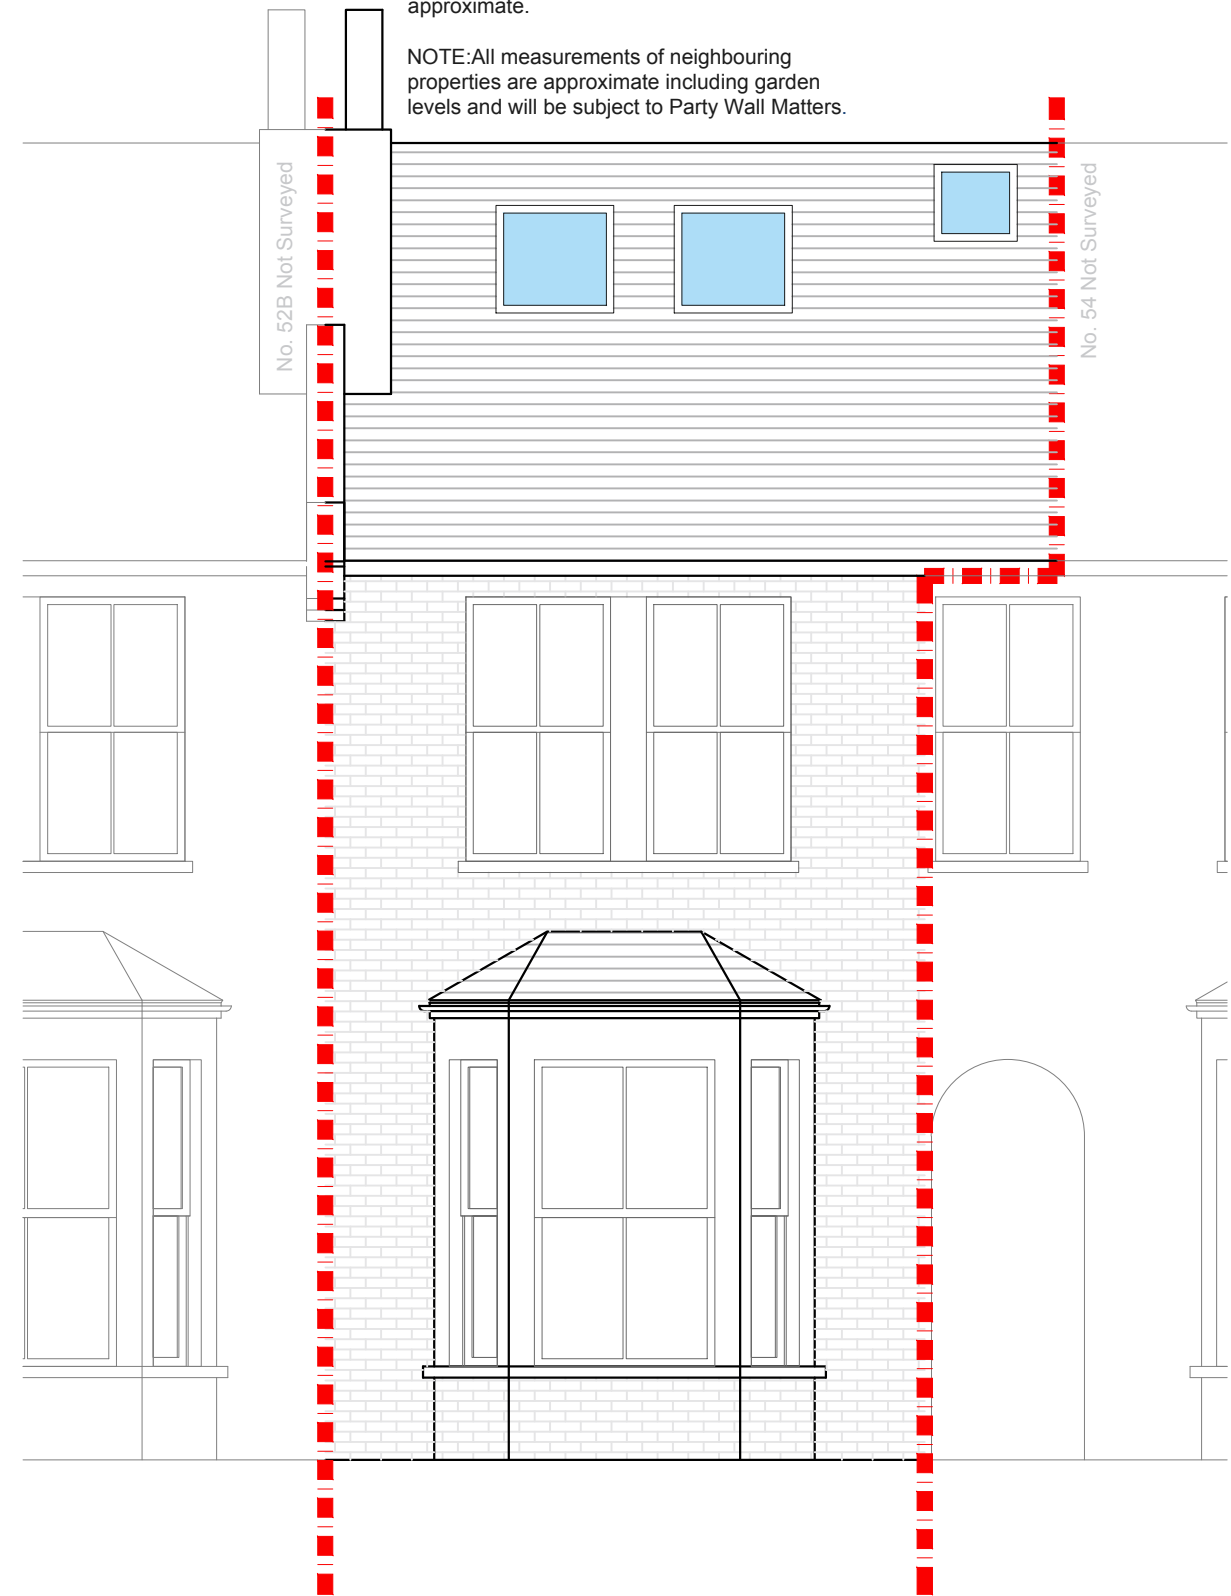 approximate.
NOTE:All measurements of neighbouring
properties are approximate including garden
levels and will be subject to Party Wall Matters.
No. 52B Not Surveyed
No. 54 Not Surveyed